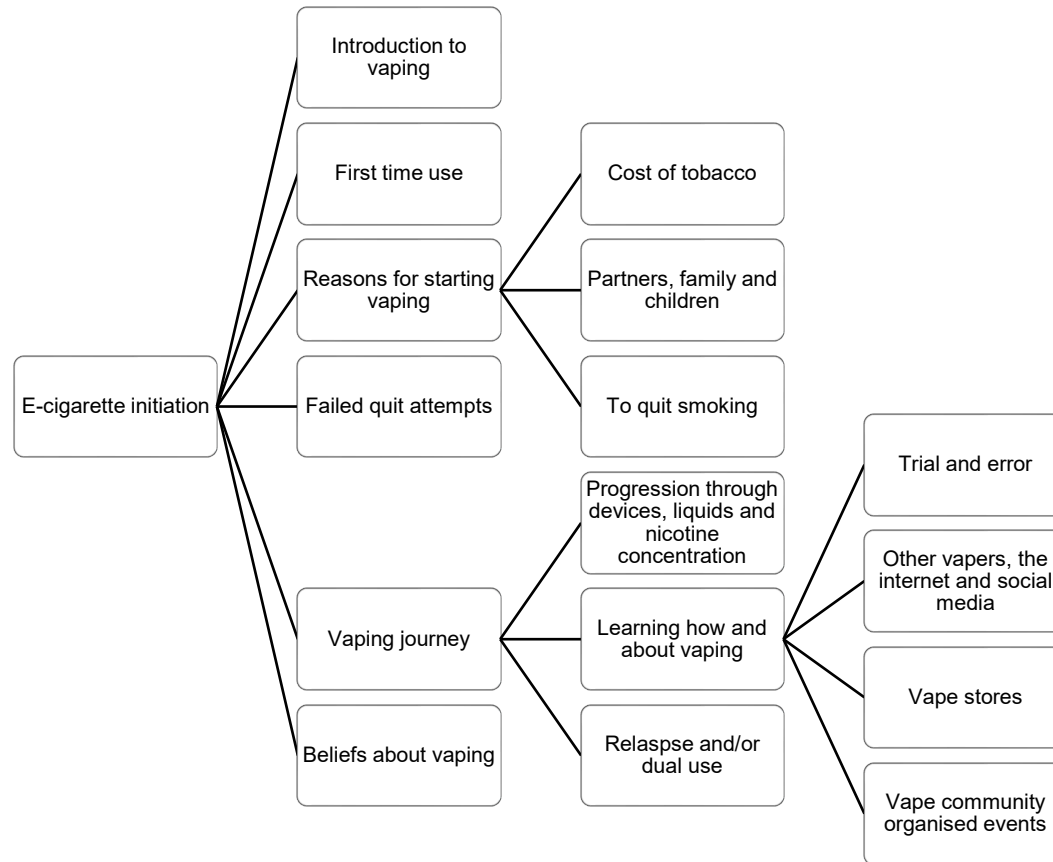 Introduction to
vaping
First time use
Cost of tobacco
Reasons for starting
vaping
Partners, family and
children
E-cigarette initiation
Failed quit attempts
To quit smoking
Trial and error
Progression through
devices, liquids and
nicotine
concentration
Other vapers, the
internet and social
media
Vaping journey
Learning how and
about vaping
Vape stores
Beliefs about vaping
Relaspse and/or
dual use
Vape community
organised events